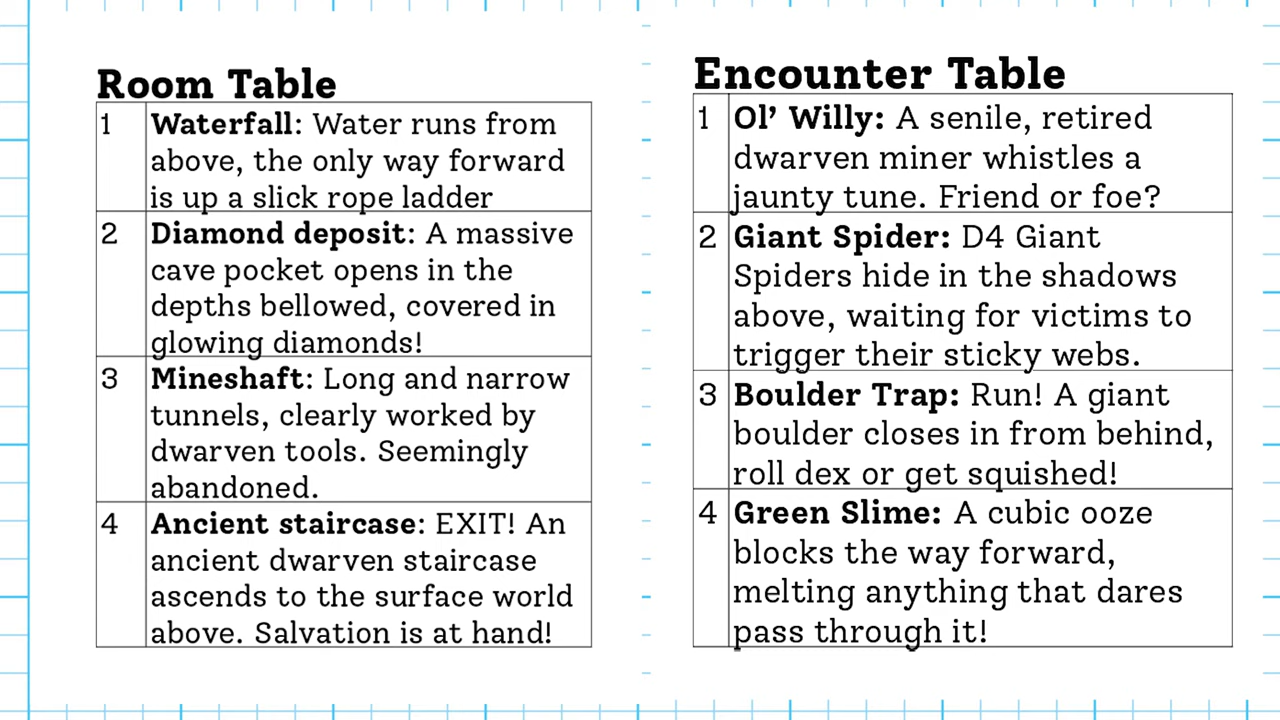 Room Table
1 Waterfall: Water runs from
above, the only way forward
is up a slick rope ladder
2 Diamond deposit: A massive
cave pocket opens in the
depths bellowed, covered in
glowing diamonds!
3 Mineshaft: Long and narrow
tunnels, clearly worked by
dwarven tools. Seemingly
abandoned.
4 Ancient staircase: EXIT! An
ancient dwarven staircase
ascends to the surface world
above. Salvation is at hand!
Encounter Table
1 Ol’ Willy: A senile, retired
dwarven miner whistles a
jaunty tune. Friend or foe?
2 Giant Spider: D4 Giant
Spiders hide in the shadows
above, waiting for victims to
trigger their sticky webs.
3 Boulder Trap: Run! A giant
boulder closes in from behind,
roll dex or get squished!
4 Green Slime: A cubic ooze
blocks the way forward,
melting anything that dares
pass through it!